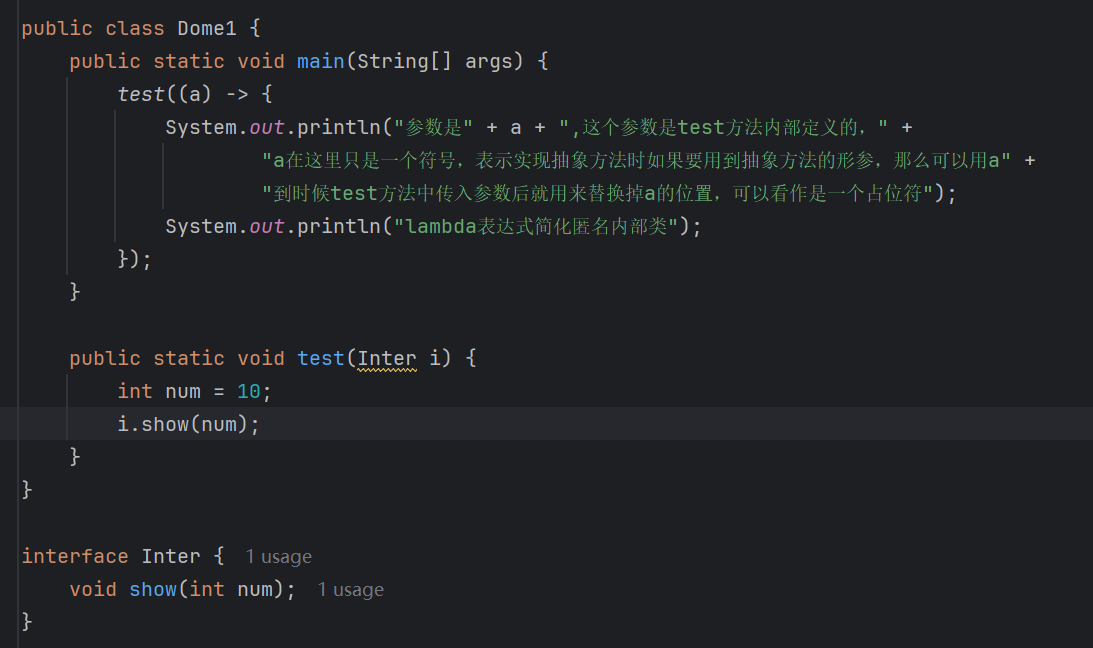 public class Dome1 {
public static void main(String[] args) {
test((a) -> {
System.out.println("参数是" + a + ",这个参数是test方法内部定义的，" +
"a在这里只是一个符号，表示实现抽象方法时如果要用到抽象方法的形参，那么可以用a" +
"到时候test方法中传入参数后就用来替换掉a的位置，可以看作是一个占位符");
System.out.println("lambda表达式简化匿名内部类");
});
}
public static void test(Inter i) {
int num = 10;
i.show(num);
}
}
interface Inter { 1 usage
void show(int num); 1 usage
}